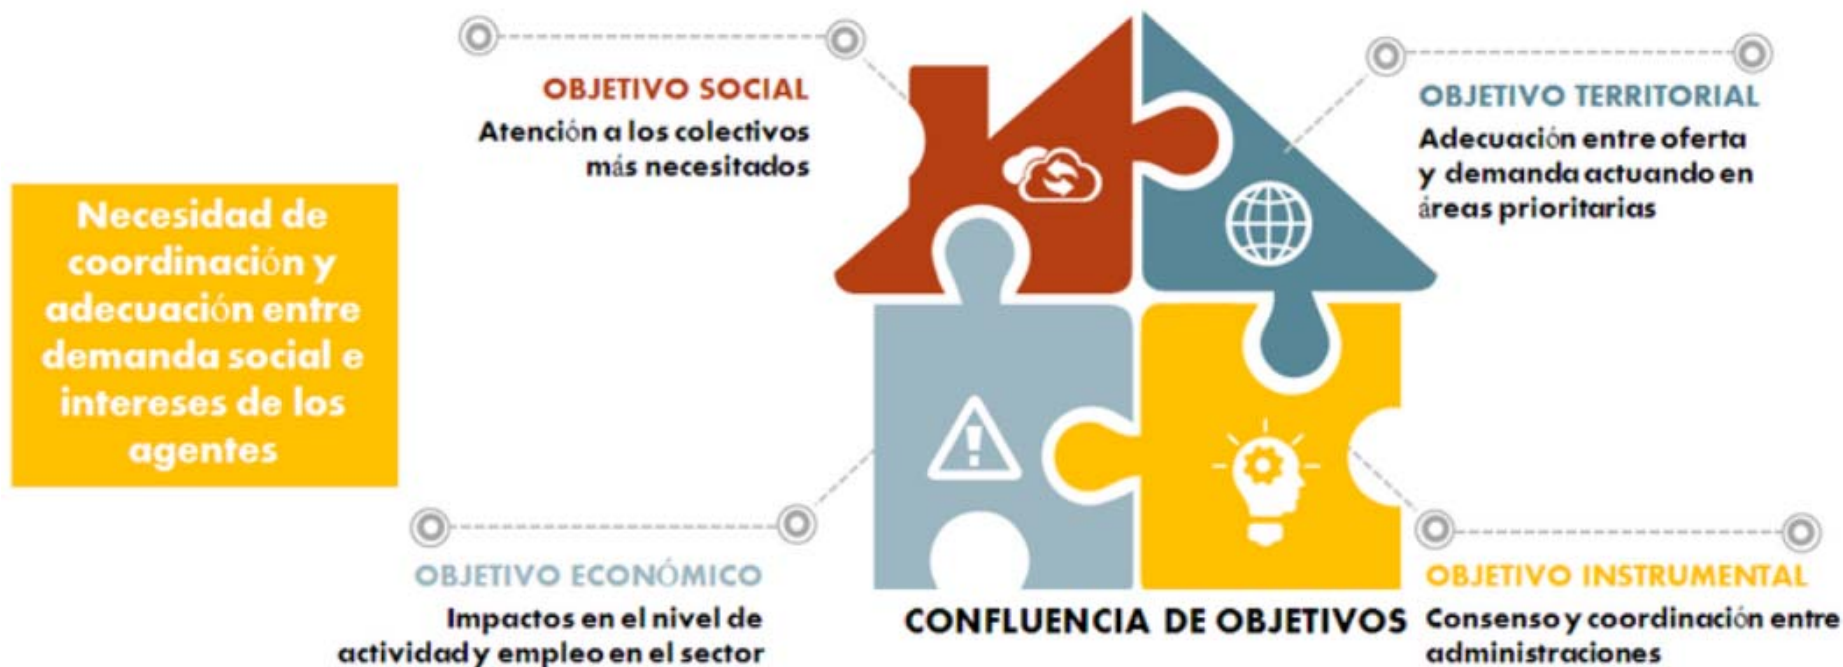 Necesidad de
coordinación y
adecuación entre
demanda social e
intereses de los
agentes
OBJETIVO SOCIAL
Atención a los colectivos
más necesitados
OBJETIVO TERRITORIAL
Adecuación entre oferta
y demanda actuando en
áreas prioritarias
OBJETIVO ECONÓMICO
Impactos en el nivel de
actividad y empleo en el sector
CONFLUENCIA DE OBJETIVOS
OBJETIVO INSTRUMENTAL
Consenso y coordinación entre
administraciones